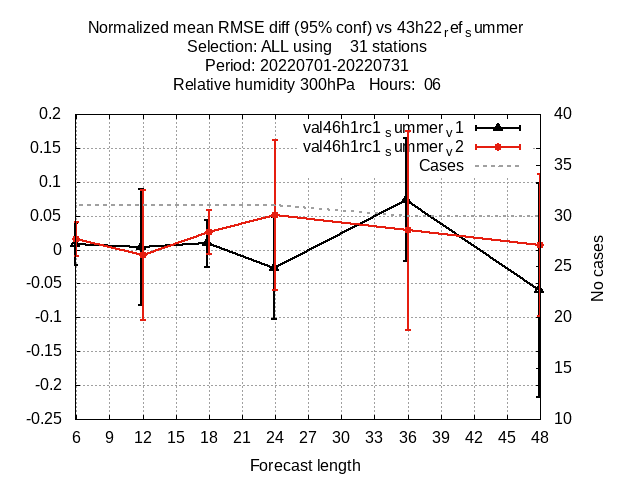 Normalized mean RMSE diff (95% conf) vs 43h22refsummer
Selection: ALL using 31 stations
Period: 20220701-20220731
Relative humidity 300hPa Hours: 06
val46h1rc1summerv1
val46h1rc1summerv2
Cases
0.2
0.15
0.1
0.05
0
-0.05
-0.1
-0.15
-0.2
-0.25
40
35
30
25
20
15
10
No cases
6 9 12 15 18 21 24 27 30 33 36 39 42 45 48
Forecast length